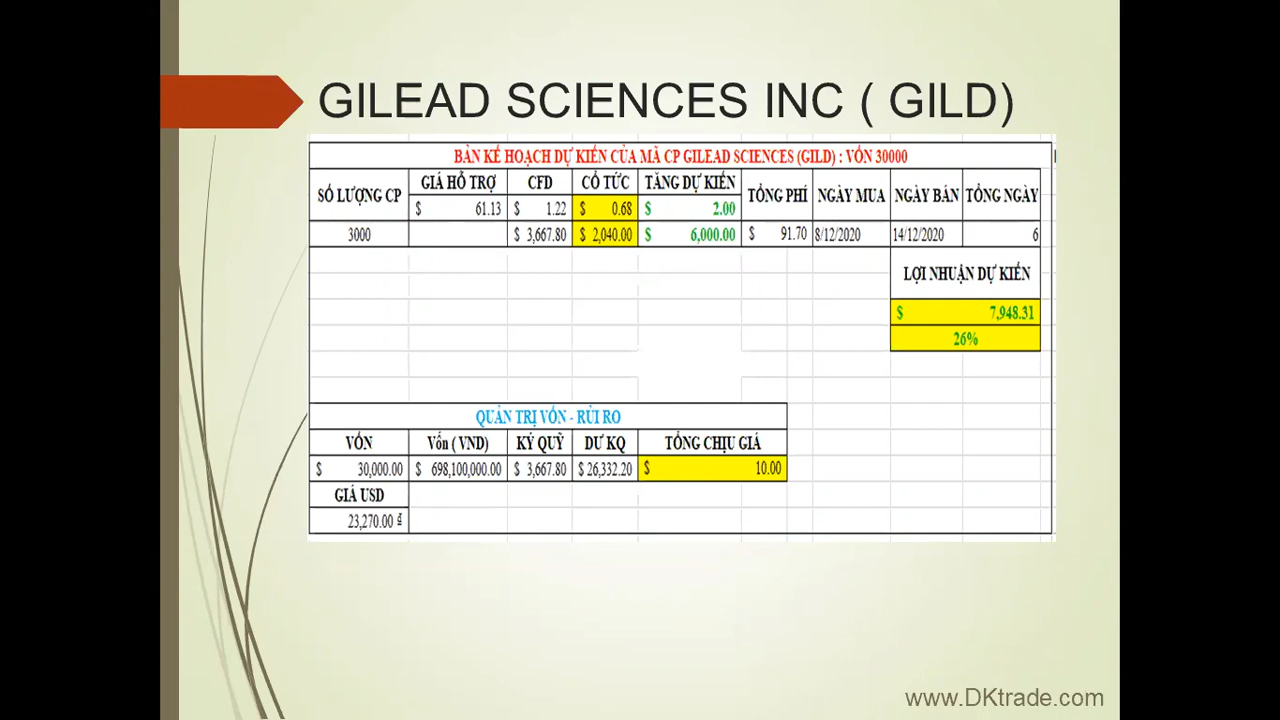 GILEAD SCIENCES INC ( GILD)
BẢN KẾ HOẠCH DỰ KIẾN CỦA MÃ CP GILEAD SCIENCES (GILD) : VỐN 30000
SỐ LƯỢNG CP GIÁ HỖ TRỢ CFD CỔ TỨC TĂNG DỰ KIẾN TỔNG PHÍ NGÀY MUA NGÀY BÁN TỔNG NGÀY
$ 61.13 $ 1.22 $ 0.68 $ 2.00
3000 $ 3,667.80 $ 2,040.00 $ 6,000.00 $ 91.70 8/12/2020 14/12/2020 6
LỢI NHUẬN DỰ KIẾN
$ 7,948.31
26%
QUẢN TRỊ VỐN - RỦI RO
VỐN Vốn ( VND) KÝ QUỸ DƯ KQ TỔNG CHỊU GIÁ
$ 30,000.00 $ 698,100,000.00 $ 3,667.80 $ 26,332.20 $ 10.00
GIÁ USD
23,270.00 ₫
www.DKtrade.com